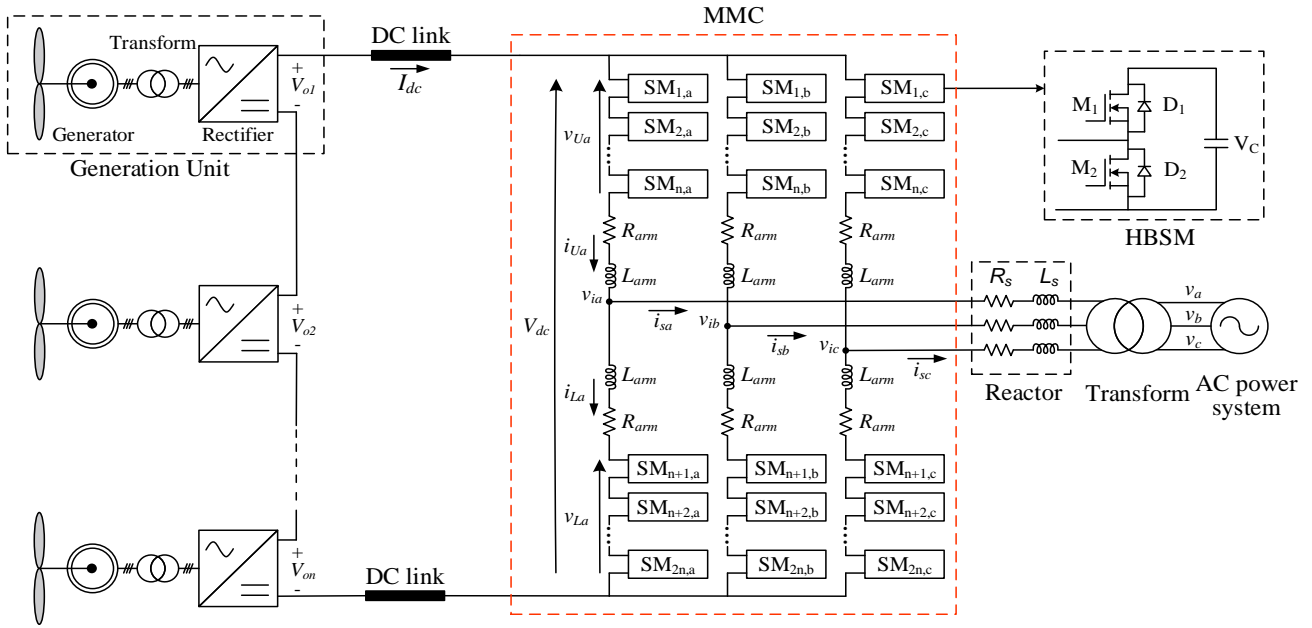 MMC
DC link
I_dc
Transform
Generator
Rectifier
+
V_o1
-
Generation Unit
+
V_o2
-
+
V_on
-
DC link
V_dc
v_Ua
i_Ua
v_ia
i_La
v_La
SM_1,a
SM_1,b
SM_1,c
SM_2,a
SM_2,b
SM_2,c
SM_n,a
SM_n,b
SM_n,c
R_arm
R_arm
R_arm
L_arm
L_arm
L_arm
i_sa
v_ib
i_sb
v_ic
i_sc
L_arm
L_arm
L_arm
R_arm
R_arm
R_arm
SM_n+1,a
SM_n+1,b
SM_n+1,c
SM_n+2,a
SM_n+2,b
SM_n+2,c
SM_2n,a
SM_2n,b
SM_2n,c
M_1
D_1
M_2
D_2
V_C
HBSM
R_s
L_s
Reactor
Transform
v_a
v_b
v_c
AC power
system